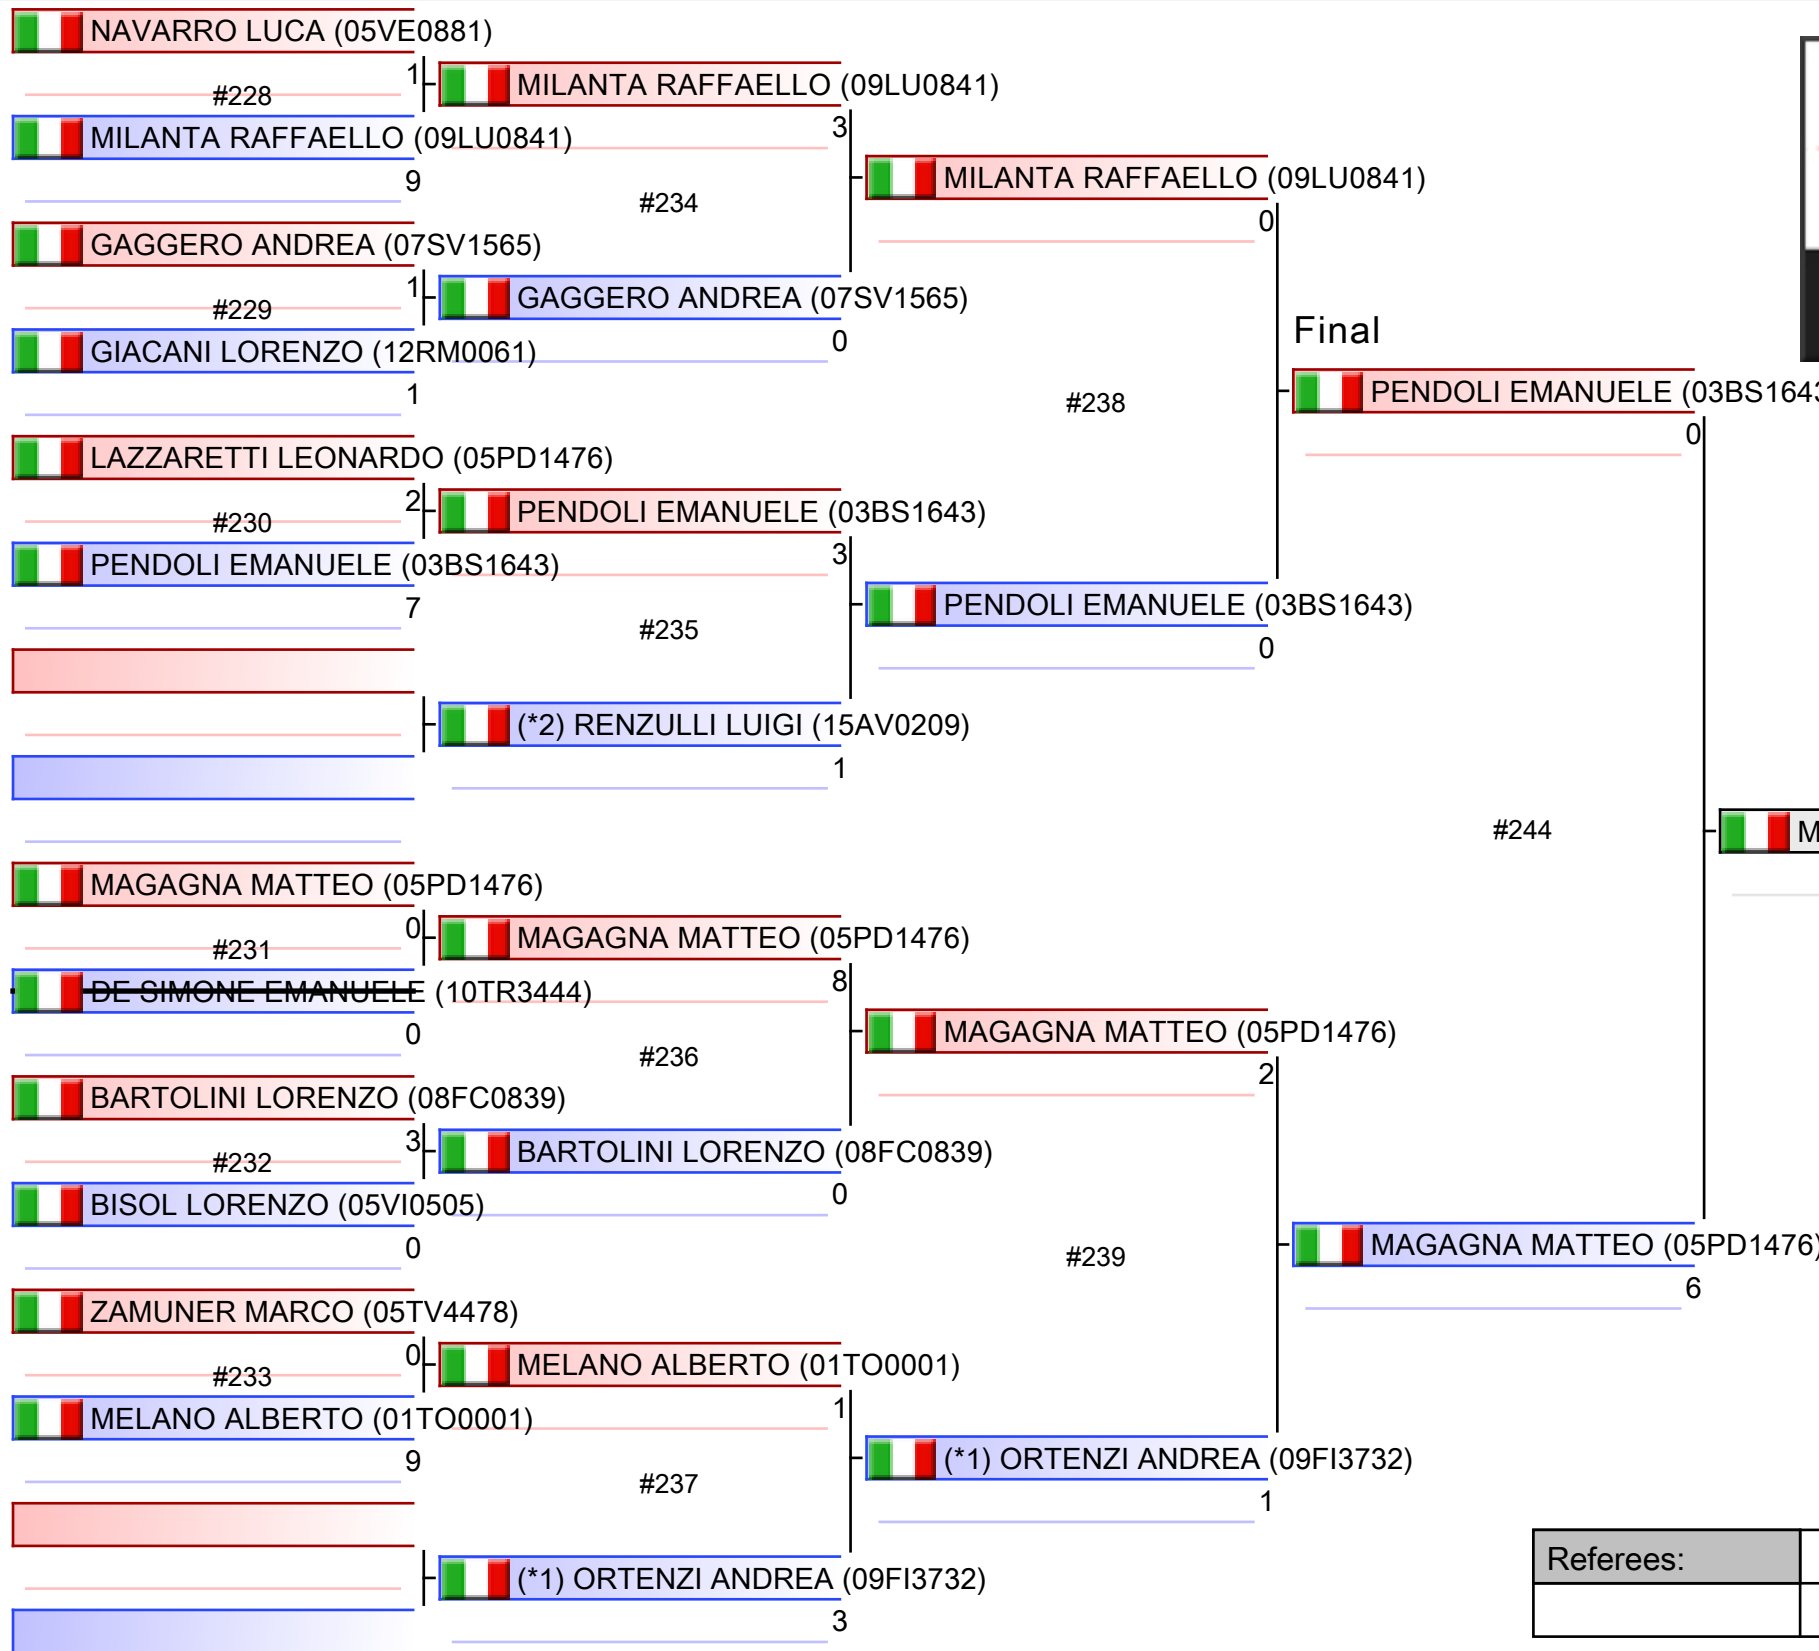 NAVARRO LUCA (05VE0881)
1
#228
MILANTA RAFFAELLO (09LU0841)
9
GAGGERO ANDREA (07SV1565)
1
#229
GIACANI LORENZO (12RM0061)
1
LAZZARETTI LEONARDO (05PD1476)
2
#230
PENDOLI EMANUELE (03BS1643)
7
MAGAGNA MATTEO (05PD1476)
0
#231
DE SIMONE EMANUELE (10TR3444)
0
BARTOLINI LORENZO (08FC0839)
3
#232
BISOL LORENZO (05VI0505)
0
ZAMUNER MARCO (05TV4478)
0
#233
MELANO ALBERTO (01TO0001)
9
MILANTA RAFFAELLO (09LU0841)
3
#234
GAGGERO ANDREA (07SV1565)
0
PENDOLI EMANUELE (03BS1643)
3
#235
(*2) RENZULLI LUIGI (15AV0209)
1
MAGAGNA MATTEO (05PD1476)
8
#236
BARTOLINI LORENZO (08FC0839)
0
MELANO ALBERTO (01TO0001)
1
#237
(*1) ORTENZI ANDREA (09FI3732)
3
MILANTA RAFFAELLO (09LU0841)
0
#238
PENDOLI EMANUELE (03BS1643)
0
MAGAGNA MATTEO (05PD1476)
2
#239
(*1) ORTENZI ANDREA (09FI3732)
1
Final
PENDOLI EMANUELE (03BS1643
0
#244
MAGAGNA MATTEO (05PD1476)
6
M
Referees: